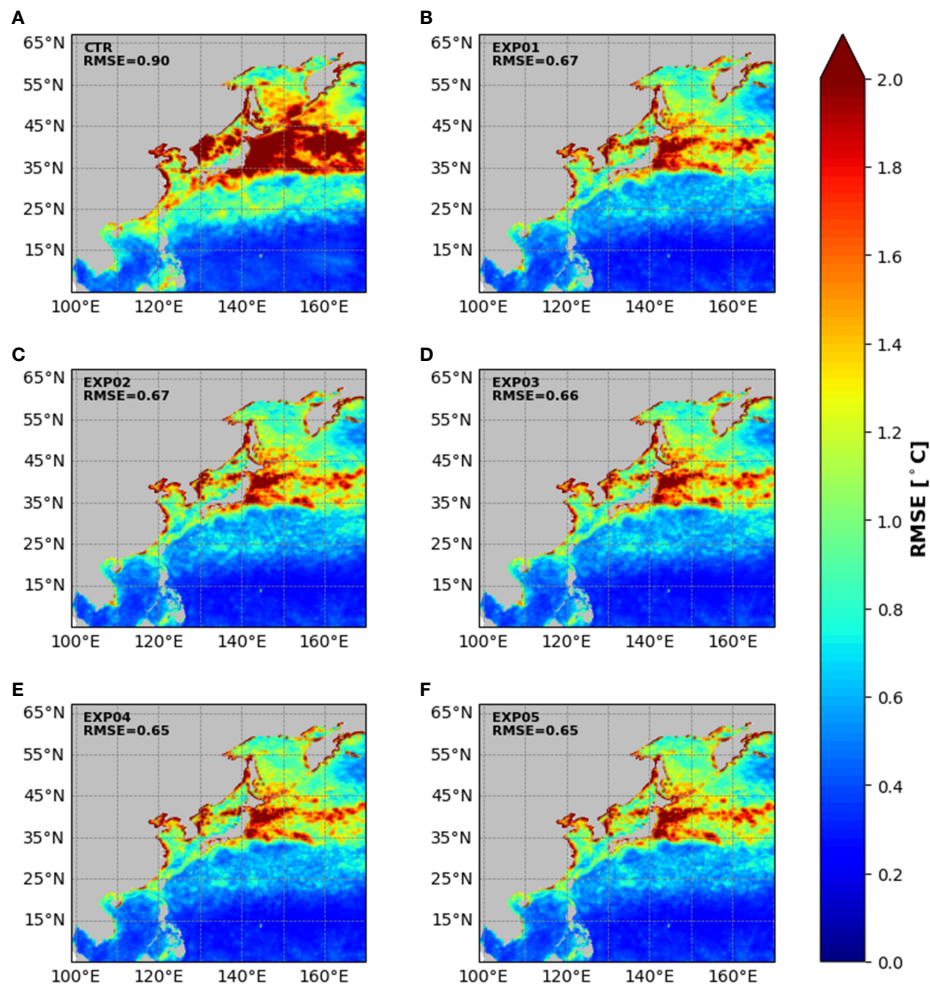 A
B
CTR
RMSE=0.90
EXP01
RMSE=0.67
65°N
55°N
45°N
35°N
25°N
15°N
100°E 120°E 140°E 160°E
65°N
55°N
45°N
35°N
25°N
15°N
100°E 120°E 140°E 160°E
C
D
EXP02
RMSE=0.67
EXP03
RMSE=0.66
65°N
55°N
45°N
35°N
25°N
15°N
100°E 120°E 140°E 160°E
65°N
55°N
45°N
35°N
25°N
15°N
100°E 120°E 140°E 160°E
E
F
EXP04
RMSE=0.65
EXP05
RMSE=0.65
65°N
55°N
45°N
35°N
25°N
15°N
100°E 120°E 140°E 160°E
65°N
55°N
45°N
35°N
25°N
15°N
100°E 120°E 140°E 160°E
2.0
1.8
1.6
1.4
1.2
1.0
0.8
0.6
0.4
0.2
0.0
RMSE [°C]